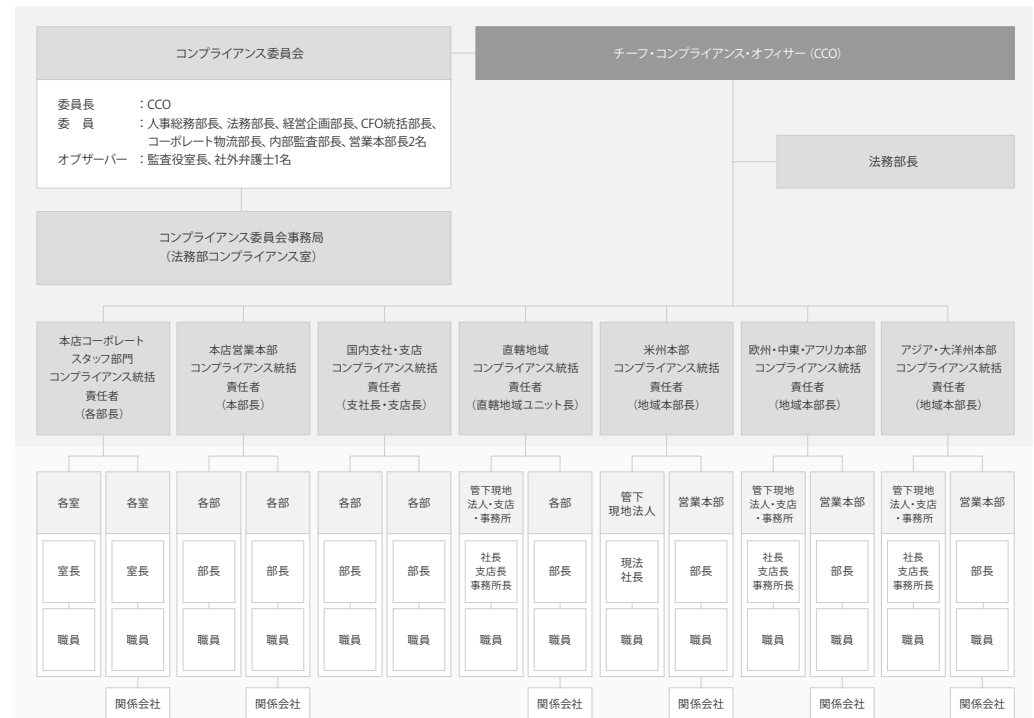 コンプライアンス委員会
チーフ・コンプライアンス・オフィサー（CCO）
委員長　：CCO
委　員　：人事総務部長、法務部長、経営企画部長、CFO統括部長、
コーポレート物流部長、内部監査部長、営業本部長2名
オブザーバー　：監査役室長、社外弁護士1名
法務部長
コンプライアンス委員会事務局
（法務部コンプライアンス室）
本店コーポレート
スタッフ部門
コンプライアンス統括
責任者
（各部長）
本店営業本部
コンプライアンス統括
責任者
（本部長）
国内支社・支店
コンプライアンス統括
責任者
（支社長・支店長）
直轄地域
コンプライアンス統括
責任者
（直轄地域ユニット長）
米州本部
コンプライアンス統括
責任者
（地域本部長）
欧州・中東・アフリカ本部
コンプライアンス統括
責任者
（地域本部長）
アジア・大洋州本部
コンプライアンス統括
責任者
（地域本部長）
各室
各室
各部
各部
各部
各部
管下現地
法人・支店
・事務所
各部
管下
現地法人
営業本部
管下現地
法人・支店
・事務所
営業本部
管下現地
法人・支店
・事務所
営業本部
室長
室長
部長
部長
部長
部長
社長
支店長
事務所長
部長
現法
社長
部長
社長
支店長
事務所長
部長
社長
支店長
事務所長
部長
職員
職員
職員
職員
職員
職員
職員
職員
職員
職員
職員
職員
職員
職員
関係会社
関係会社
関係会社
関係会社
関係会社
関係会社